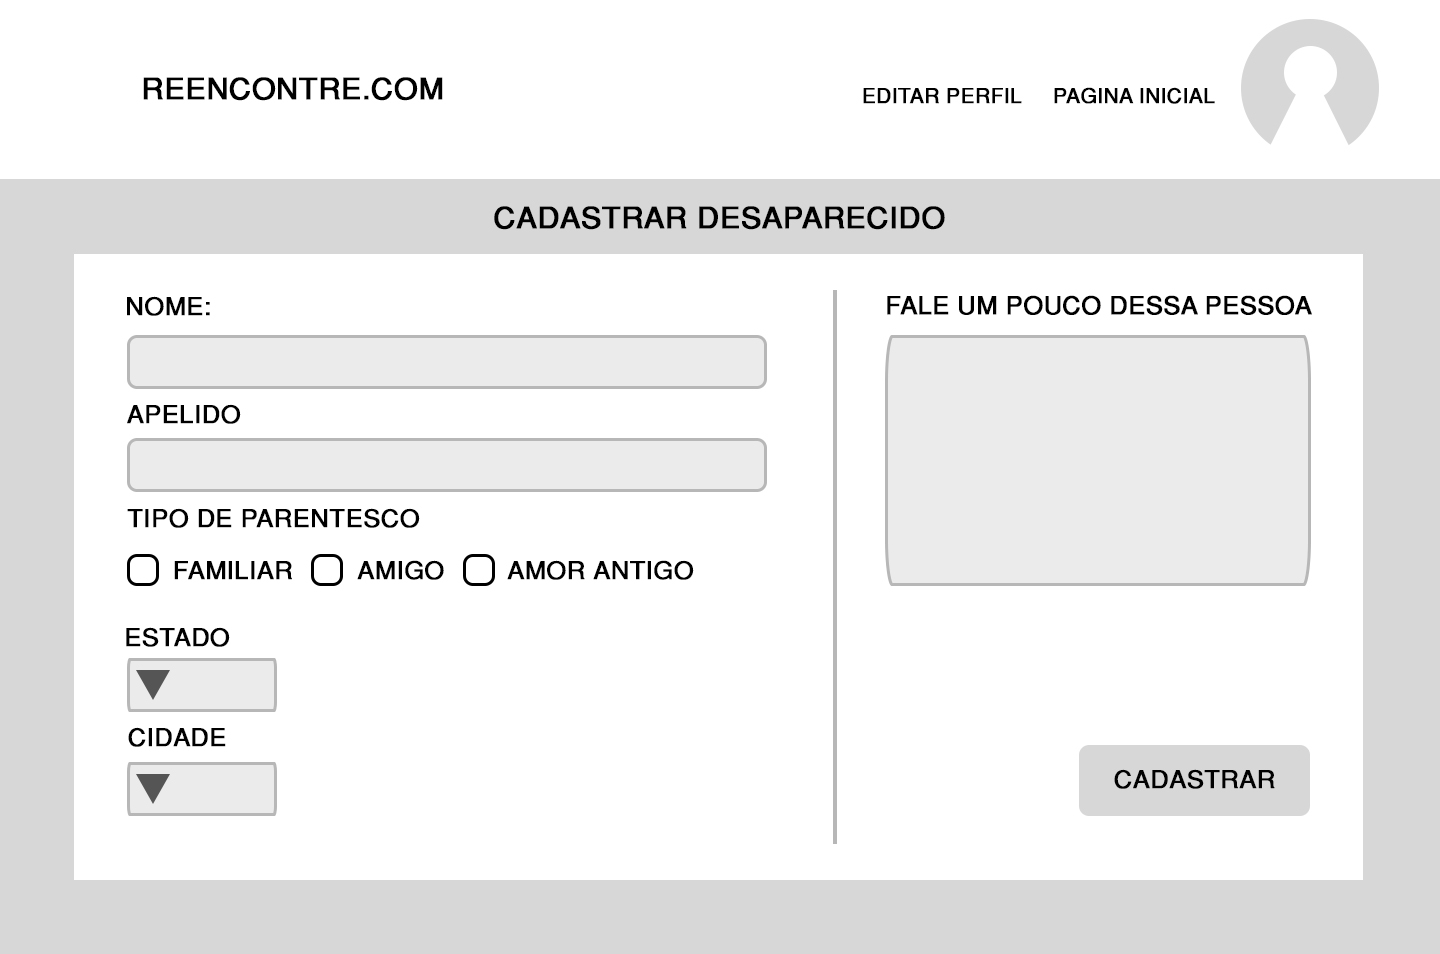 REENCONTRE.COM
EDITAR PERFIL
PAGINA INICIAL
CADASTRAR DESAPARECIDO
NOME:
APELIDO
TIPO DE PARENTESCO
FAMILIAR
AMIGO
AMOR ANTIGO
ESTADO
CIDADE
FALE UM POUCO DESSA PESSOA
CADASTRAR